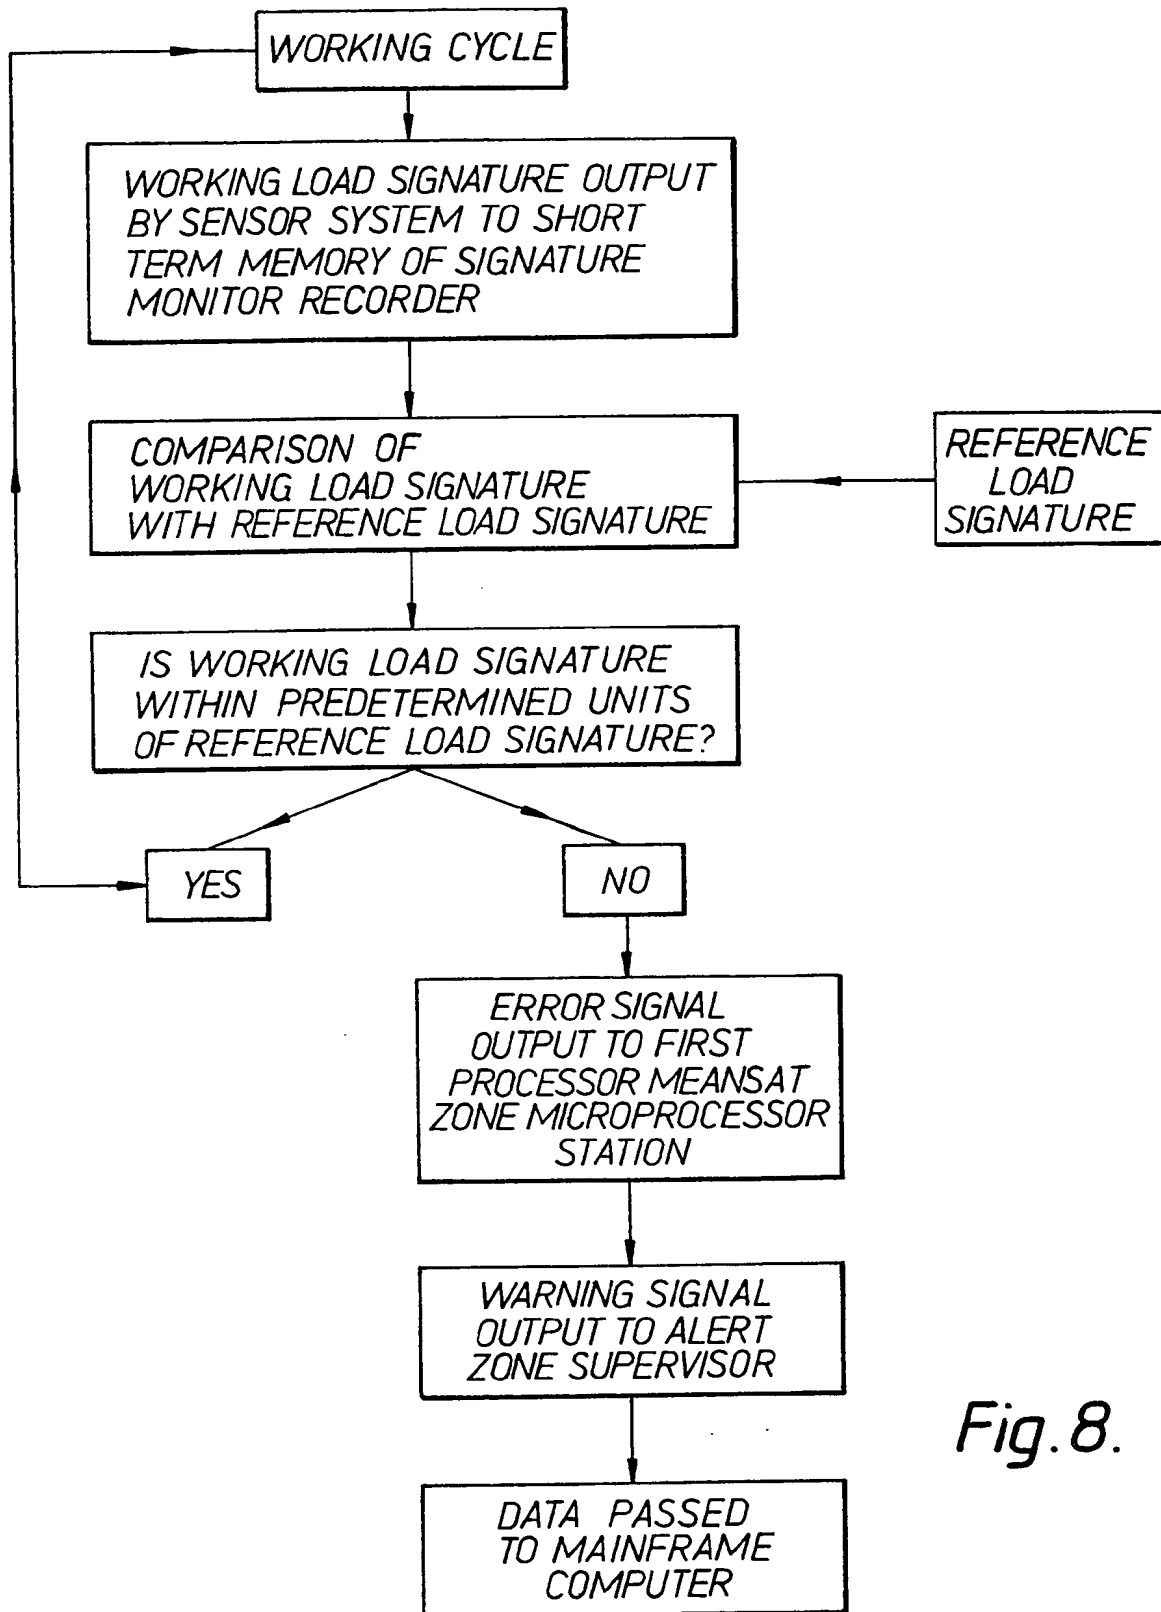 WORKING CYCLE
WORKING LOAD SIGNATURE OUTPUT
BY SENSOR SYSTEM TO SHORT
TERM MEMORY OF SIGNATURE
MONITOR RECORDER
COMPARISON OF
WORKING LOAD SIGNATURE
WITH REFERENCE LOAD SIGNATURE
REFERENCE
LOAD
SIGNATURE
IS WORKING LOAD SIGNATURE
WITHIN PREDETERMINED UNITS
OF REFERENCE LOAD SIGNATURE?
YES
NO
ERROR SIGNAL
OUTPUT TO FIRST
PROCESSOR MEANSAT
ZONE MICROPROCESSOR
STATION
WARNING SIGNAL
OUTPUT TO ALERT
ZONE SUPERVISOR
DATA PASSED
TO MAINFRAME
COMPUTER
Fig. 8.